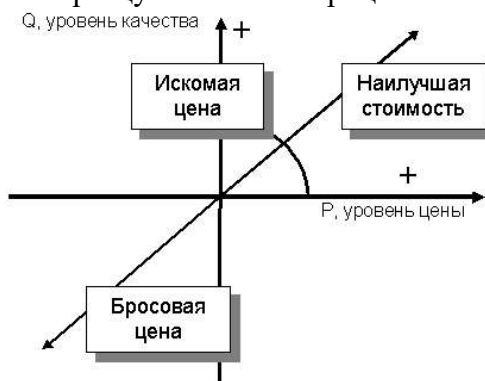 Q, уровень качества
+
Искомая
цена
Наилучшая
стоимость
+
P, уровень цены
Бросовая
цена